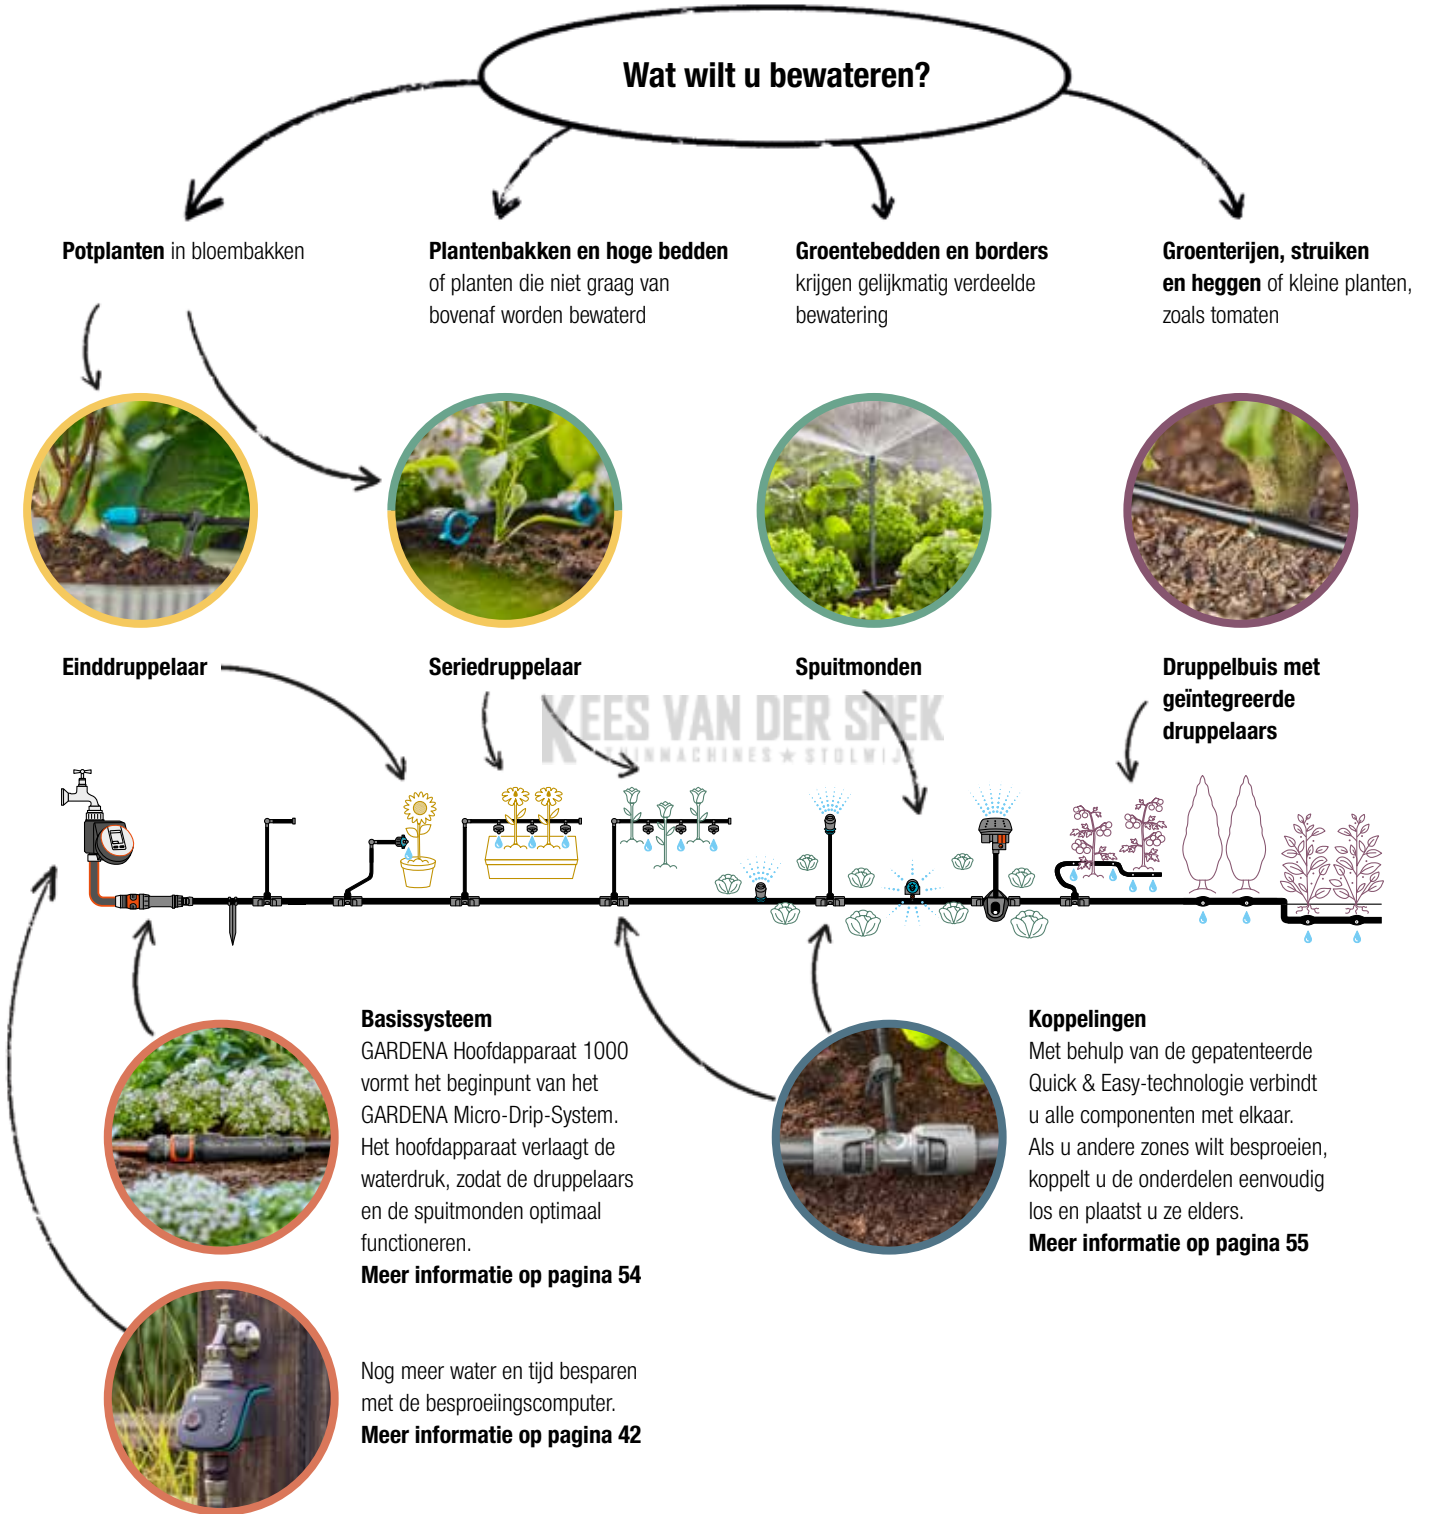 Wat wilt u bewateren?
Potplanten in bloembakken
Plantenbakken en hoge bedden
of planten die niet graag van
bovenaf worden bewaterd
Groentebedden en borders
krijgen gelijkmatig verdeelde
bewatering
Groenterijen, struiken
en heggen of kleine planten,
zoals tomaten
Einddruppelaar
Seriedruppelaar
Spuitmonden
Druppelbuis met
geïntegreerde
druppelaars
KEES VAN DER SPEK
TUINMACHINES ★ STOLWIJK
Basissysteem
GARDENA Hoofdapparaat 1000
vormt het beginpunt van het
GARDENA Micro-Drip-System.
Het hoofdapparaat verlaagt de
waterdruk, zodat de druppelaars
en de spuitmonden optimaal
functioneren.
Meer informatie op pagina 54
Koppelingen
Met behulp van de gepatenteerde
Quick & Easy-technologie verbindt
u alle componenten met elkaar.
Als u andere zones wilt besproeien,
koppelt u de onderdelen eenvoudig
los en plaatst u ze elders.
Meer informatie op pagina 55
Nog meer water en tijd besparen
met de besproeiingscomputer.
Meer informatie op pagina 42